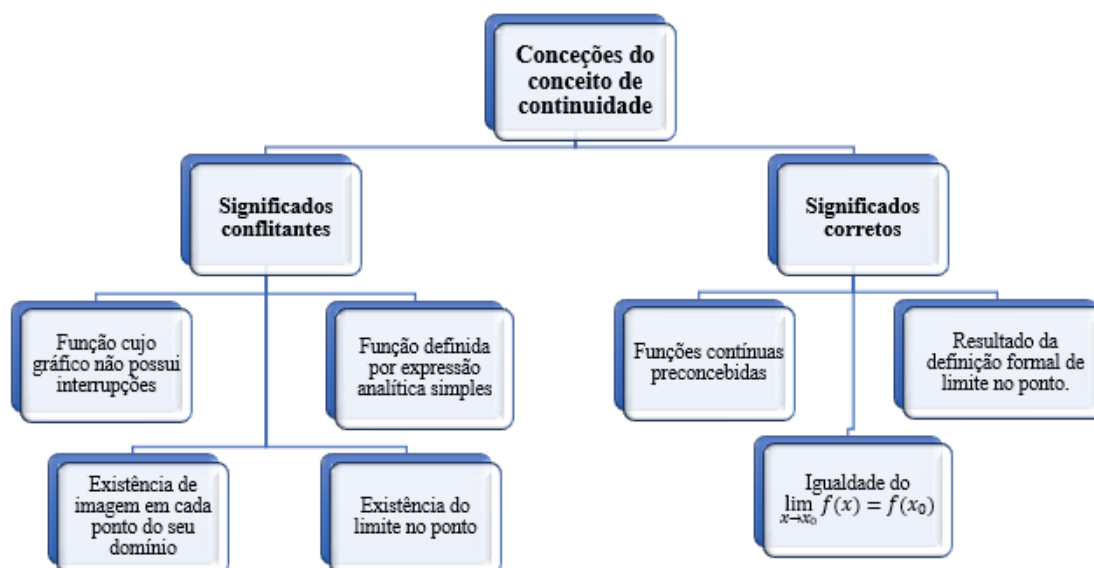 Conceções do
conceito de
continuidade
Significados
conflitantes
Significados
corretos
Função cujo
gráfico não possui
interrupções
Função definida
por expressão
analítica simples
Funções contínuas
preconcebidas
Resultado da
definição formal de
limite no ponto.
Existência de
imagem em cada
ponto do seu
domínio
Existência do
limite no ponto
Igualdade do
lim x→x₀ f(x) = f(x₀)